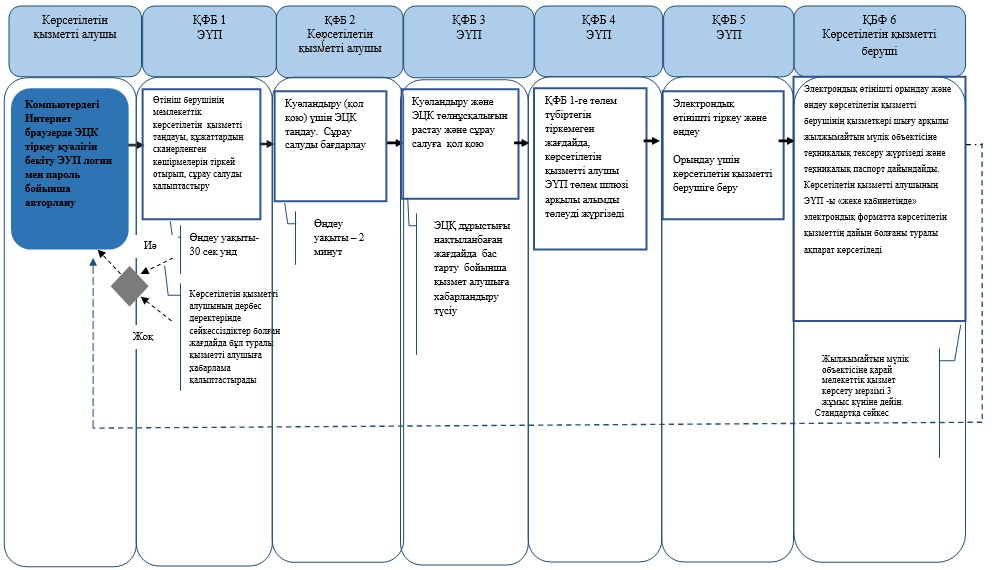 Көрсетілетін
қызметті алушы
ҚФБ 1
ЭҮП
ҚФБ 2
Көрсетілетін
қызметті алушы
ҚФБ 3
ЭҮП
ҚФБ 4
ЭҮП
ҚФБ 5
ЭҮП
ҚБФ 6
Көрсетілетін қызметті
беруші
Компьютердегі
Интернет
браузерде ЭЦК
тіркеу куәлігін
бекіту ЭУП логин
мен пароль
бойынша
авторлану
Өтініш берушінің
мемлекеттік
көрсетілетін қызметті
таңдауы, құжаттардың
сканерленген
көшірмелерін тіркей
отырып, сұрау салуды
қалыптастыру
Куәландыру (қол
қою) үшін ЭЦК
таңдау. Сұрау
салуды бағдарлау
Куәландыру және
ЭЦК төлнұсқалығын
растау және сұрау
салуға қол қою
ҚФБ 1-ге төлем
түбіртегін
тіркемеген
жағдайда,
көрсетілетін
қызметті алушы
ЭҮП төлем шлюзі
арқылы алымды
төлеуді жүргізеді
Электрондық
өтінішті тіркеу және
өңдеу
Орындау үшін
көрсетілетін қызметті
берушіге беру
Электрондық өтінішті орындау және
өңдеу көрсетілетін қызметті
берушінің қызметкері шығу арқылы
жылжымайтын мүлік объектісіне
техникалық тексеру жүргізеді және
техникалық паспорт дайындайды.
Көрсетілетін қызметті алушының
ЭҮП -ы «жеке кабинетінде»
электрондық форматта көрсетілетін
қызметтің дайын болғаны туралы
ақпарат көрсетіледі
Иә
Жоқ
Өңдеу уақыты-
30 сек унд
Көрсетілетін қызметті
алушының дербес
деректерінде
сәйкессіздіктер болған
жағдайда бұл туралы
қызметті алушыға
хабарлама
қалыптастырады
Өңдеу
уақыты – 2
минут
ЭЦҚ дұрыстығы
нақтыланбаған
жағдайда бас
тарту бойынша
қызмет алушыға
хабарландыру
түсіу
Жылжымайтын мүлік
объектісіне қарай
мелекеттік қызмет
көрсету мерзімі 3
жұмыс күніне дейін.
Стандартқа сәйкес